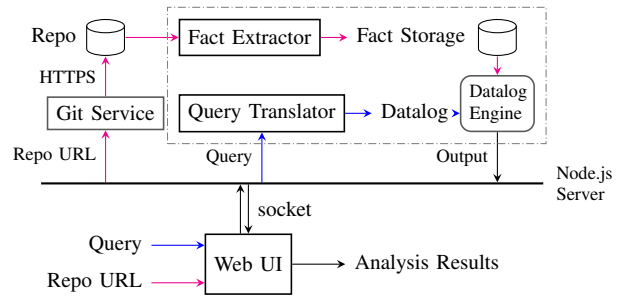 Repo
Fact Extractor
Fact Storage
HTTPS
Datalog
Engine
Git Service
Query Translator
Datalog
Repo URL
Query
Output
Node.js
Server
socket
Query
Web UI
Analysis Results
Repo URL